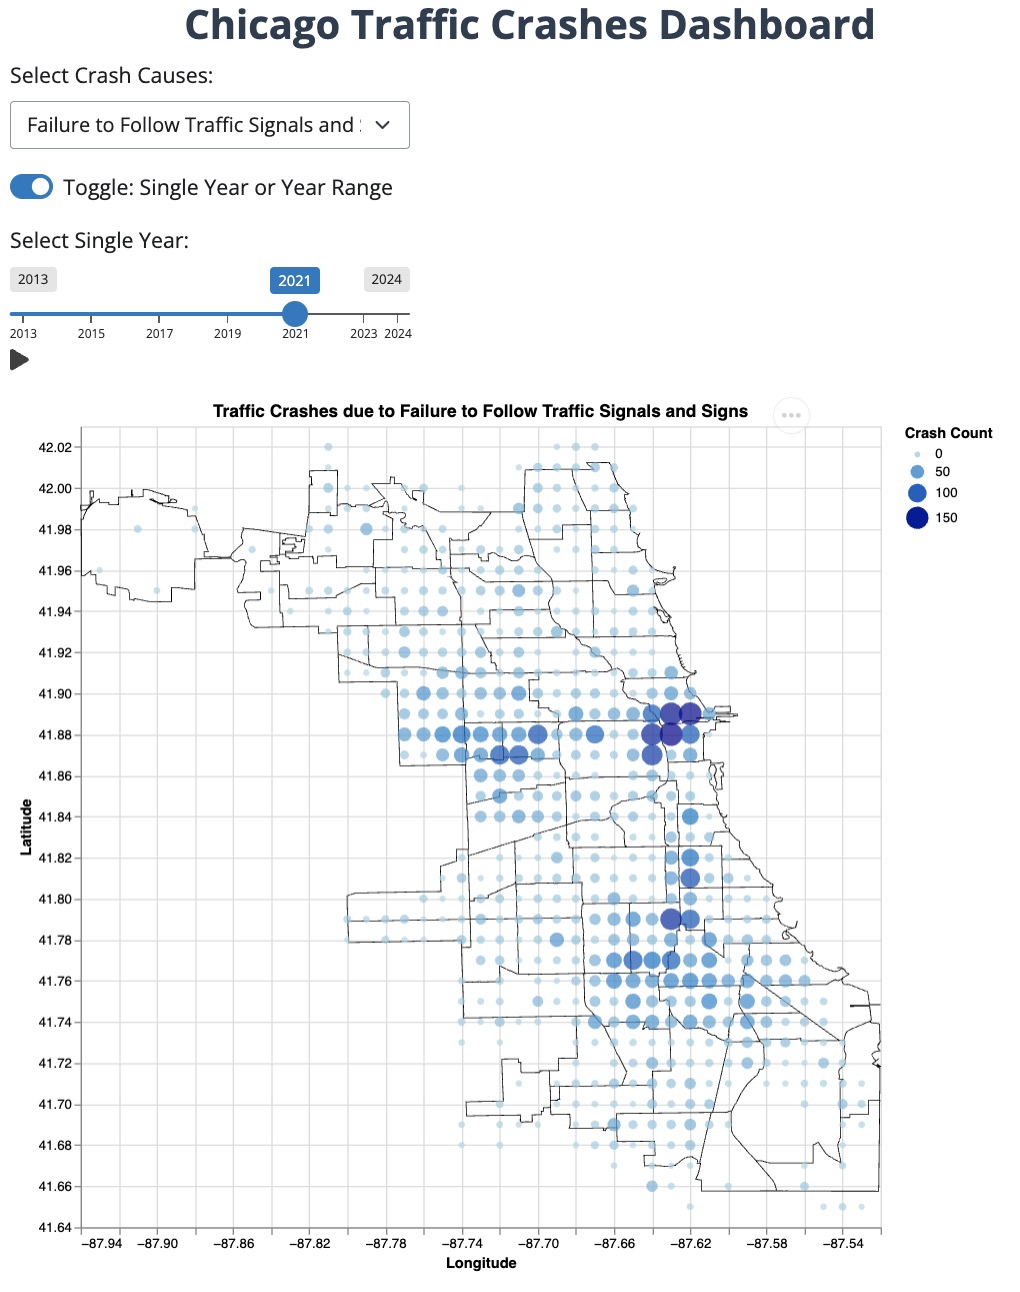 Chicago Traffic Crashes Dashboard
Select Crash Causes:
Failure to Follow Traffic Signals and
Toggle: Single Year or Year Range
Select Single Year:
2013 2021 2024
2013 2015 2017 2019 2021 2023 2024
Traffic Crashes due to Failure to Follow Traffic Signals and Signs
Crash Count
0
50
100
150
42.02
42.00
41.98
41.96
41.94
41.92
41.90
41.88
41.86
41.84
41.82
41.80
41.78
41.76
41.74
41.72
41.70
41.68
41.66
41.64
Latitude
−87.94 −87.90 −87.86 −87.82 −87.78 −87.74 −87.70 −87.66 −87.62 −87.58 −87.54
Longitude